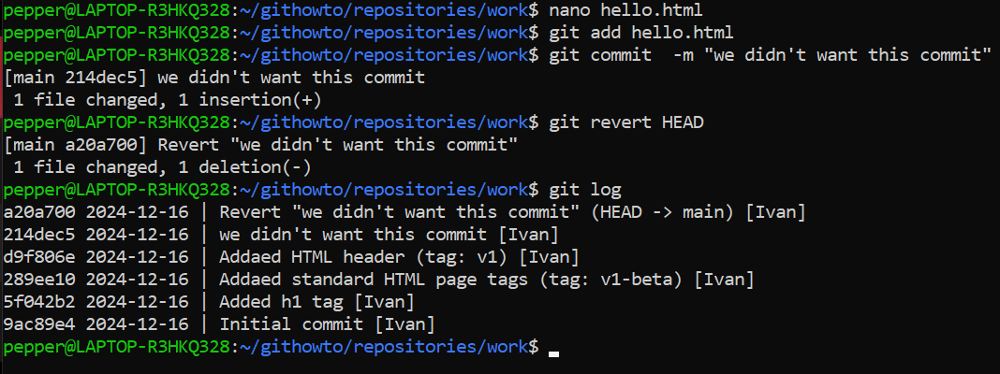 pepper@LAPTOP-R3HKQ328:~/githowto/repositories/work$ nano hello.html
pepper@LAPTOP-R3HKQ328:~/githowto/repositories/work$ git add hello.html
pepper@LAPTOP-R3HKQ328:~/githowto/repositories/work$ git commit  -m "we didn't want this commit"
[main 214dec5] we didn't want this commit
 1 file changed, 1 insertion(+)
pepper@LAPTOP-R3HKQ328:~/githowto/repositories/work$ git revert HEAD
[main a20a700] Revert "we didn't want this commit"
 1 file changed, 1 deletion(-)
pepper@LAPTOP-R3HKQ328:~/githowto/repositories/work$ git log
a20a700 2024-12-16 | Revert "we didn't want this commit" (HEAD -> main) [Ivan]
214dec5 2024-12-16 | we didn't want this commit [Ivan]
d9f806e 2024-12-16 | Addaed HTML header (tag: v1) [Ivan]
289ee10 2024-12-16 | Addaed standard HTML page tags (tag: v1-beta) [Ivan]
5f042b2 2024-12-16 | Added h1 tag [Ivan]
9ac89e4 2024-12-16 | Initial commit [Ivan]
pepper@LAPTOP-R3HKQ328:~/githowto/repositories/work$